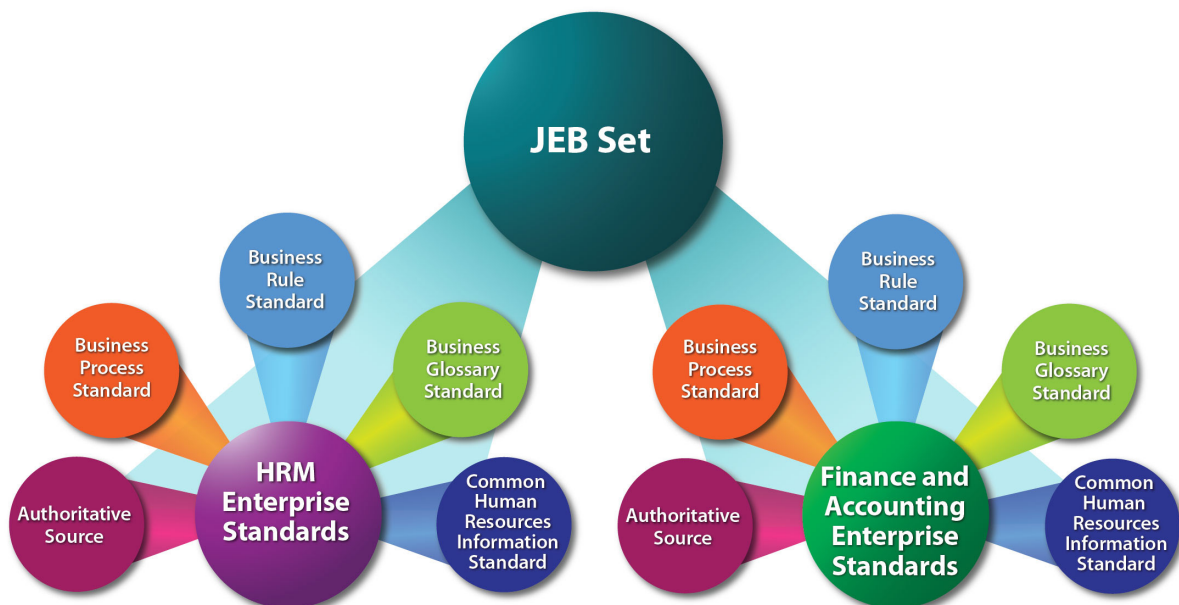 JEB Set
Business
Rule
Standard
Business
Process
Standard
Business
Glossary
Standard
Authoritative
Source
HRM
Enterprise
Standards
Common
Human
Resources
Information
Standard
Business
Rule
Standard
Business
Process
Standard
Business
Glossary
Standard
Authoritative
Source
Finance and
Accounting
Enterprise
Standards
Common
Human
Resources
Information
Standard